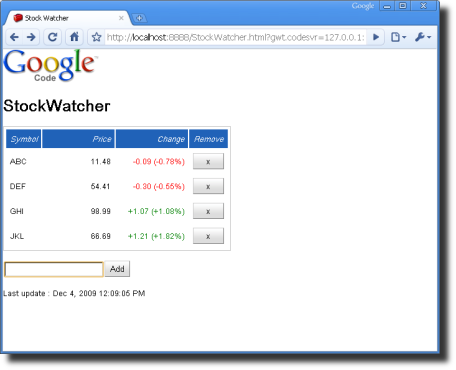 Google
Stock Watcher
http://localhost:8888/StockWatcher.html?gwt.codesvr=127.0.0.1:
Google™
Code
StockWatcher
Symbol Price Change Remove
ABC 11.48 -0.09 (-0.78%) x
DEF 54.41 -0.30 (-0.55%) x
GHI 98.99 +1.07 (+1.08%) x
JKL 66.69 +1.21 (+1.82%) x
Add
Last update : Dec 4, 2009 12:09:05 PM